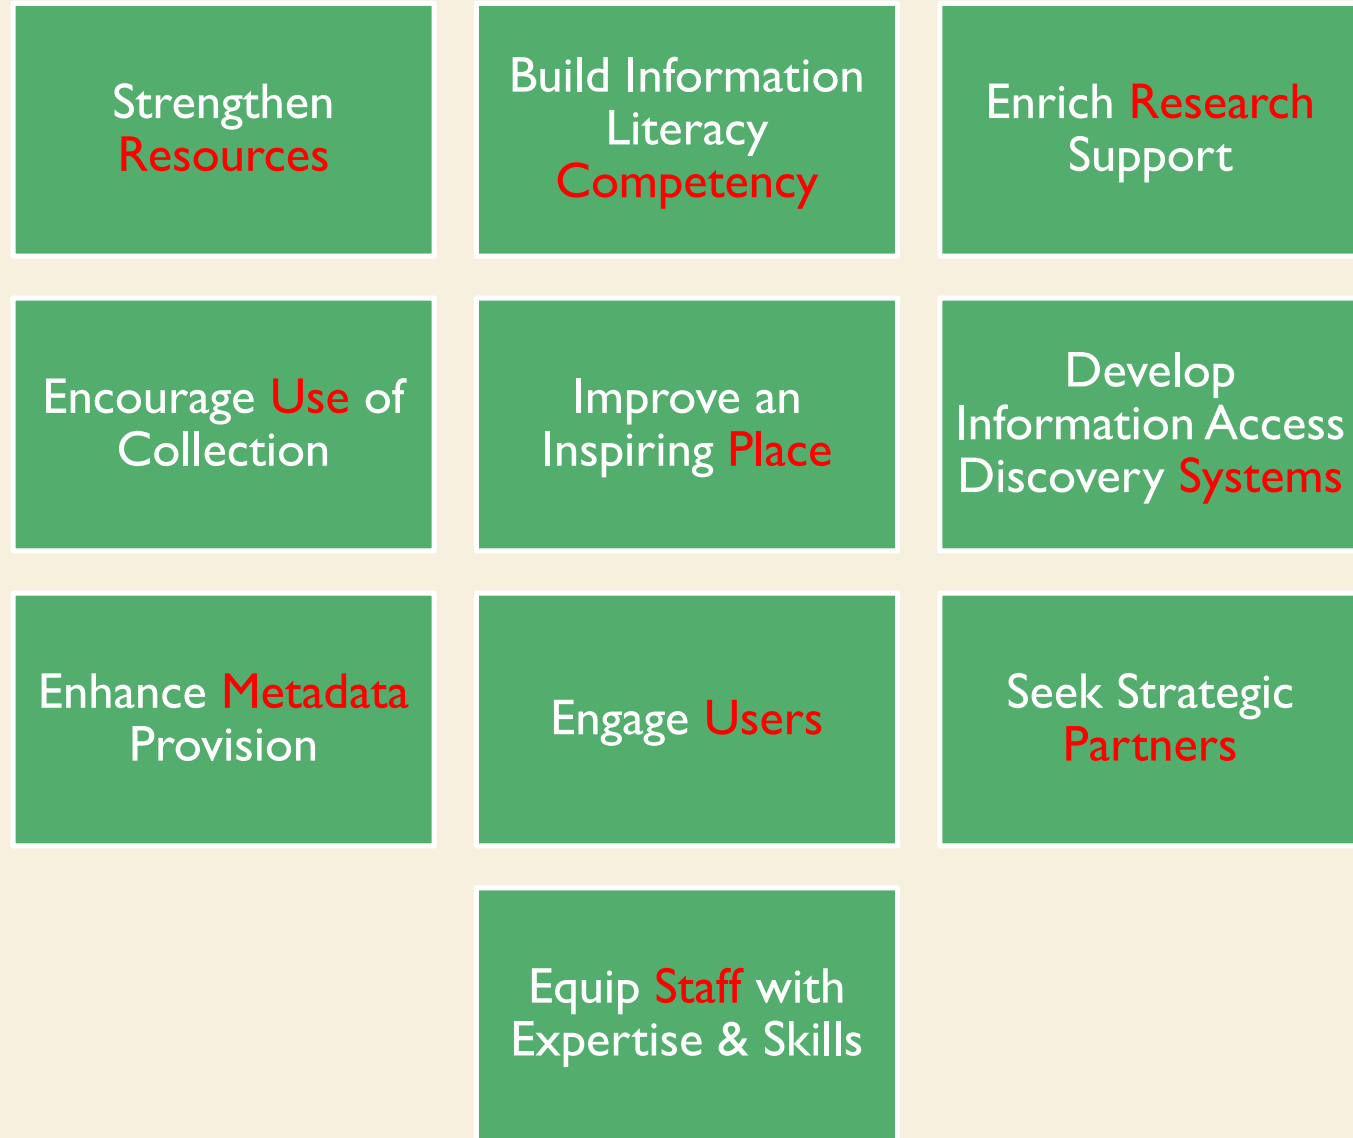 Strengthen
Resources
Build Information
Literacy
Competency
Enrich Research
Support
Encourage Use of
Collection
Improve an
Inspiring Place
Develop
Information Access
Discovery Systems
Enhance Metadata
Provision
Engage Users
Seek Strategic
Partners
Equip Staff with
Expertise & Skills